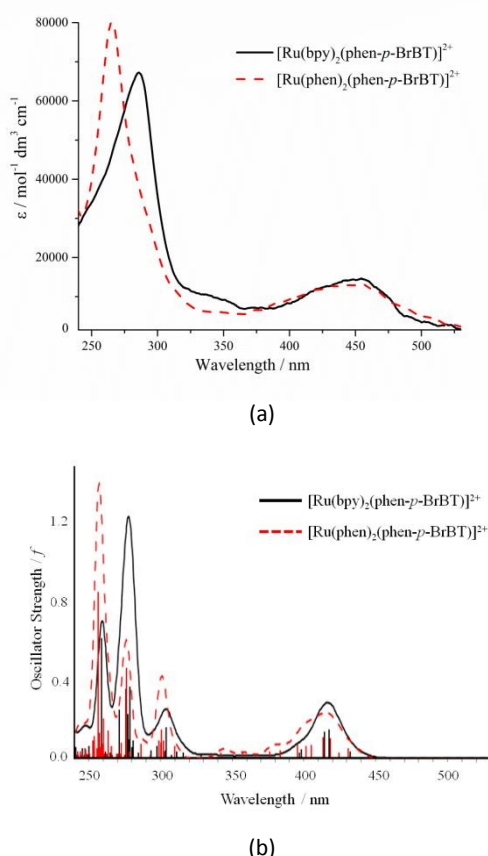 80000
60000
40000
20000
0
ε / mol⁻¹ dm³ cm⁻¹
[Ru(bpy)₂(phen-p-BrBT)]²⁺
[Ru(phen)₂(phen-p-BrBT)]²⁺
250 300 350 400 450 500
Wavelength / nm
(a)
1.2
0.8
0.4
0.0
Oscillator Strength / f
[Ru(bpy)₂(phen-p-BrBT)]²⁺
[Ru(phen)₂(phen-p-BrBT)]²⁺
250 300 350 400 450 500
Wavelength / nm
(b)